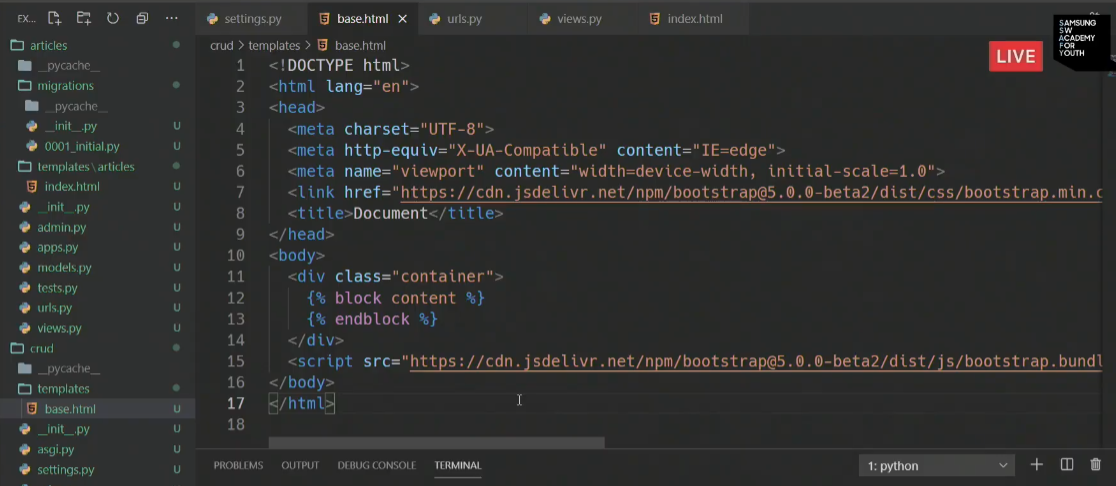 EX...
settings.py
base.html
urls.py
views.py
index.html
SAMSUNG
SW
ACADEMY
FOR
YOUTH
LIVE
crud > templates > base.html
articles
__pycache__
migrations
__pycache__
__init__.py U
0001_initial.py U
templates\articles
index.html U
__init__.py U
admin.py U
apps.py U
models.py U
tests.py U
urls.py U
views.py U
crud
__pycache__
templates
base.html U
__init__.py U
asgi.py U
settings.py U
1 <!DOCTYPE html>
2 <html lang="en">
3 <head>
4 <meta charset="UTF-8">
5 <meta http-equiv="X-UA-Compatible" content="IE=edge">
6 <meta name="viewport" content="width=device-width, initial-scale=1.0">
7 <link href="https://cdn.jsdelivr.net/npm/bootstrap@5.0.0-beta2/dist/css/bootstrap.min.c
8 <title>Document</title>
9 </head>
10 <body>
11 <div class="container">
12 {% block content %}
13 {% endblock %}
14 </div>
15 <script src="https://cdn.jsdelivr.net/npm/bootstrap@5.0.0-beta2/dist/js/bootstrap.bundl
16 </body>
17 </html>
18
PROBLEMS OUTPUT DEBUG CONSOLE TERMINAL 1: python